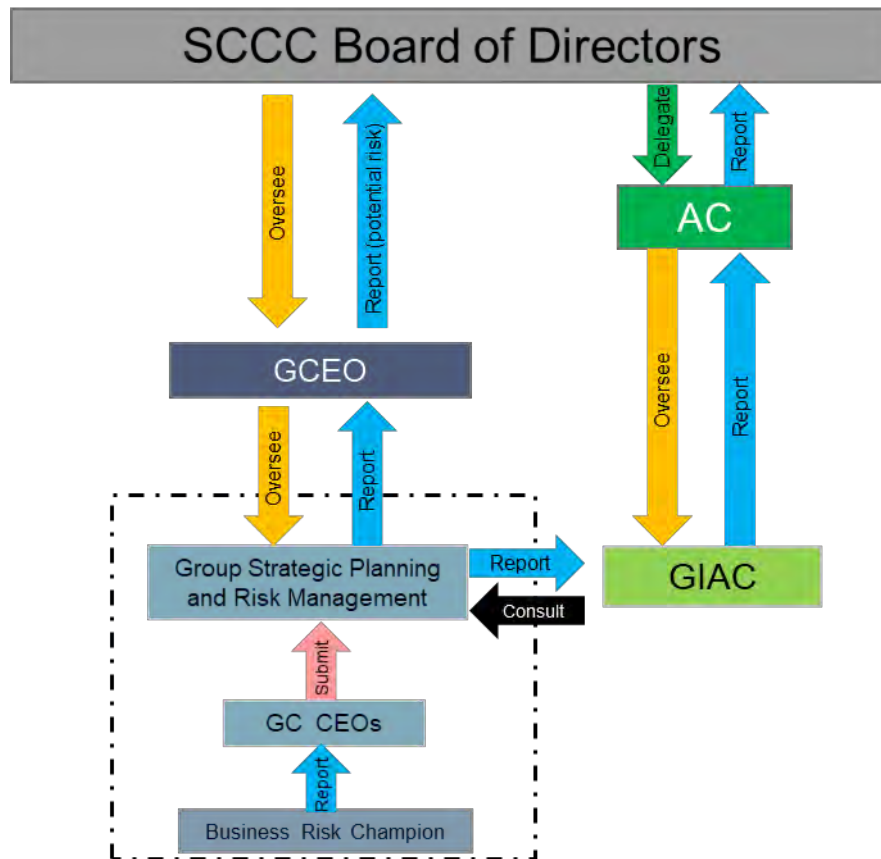 SCCC Board of Directors
Oversee
Report (potential risk)
Delegate
Report
AC
GCEO
Oversee
Report
Oversee
Report
Group Strategic Planning
and Risk Management
Report
Consult
GIAC
Submit
GC CEOs
Report
Business Risk Champion